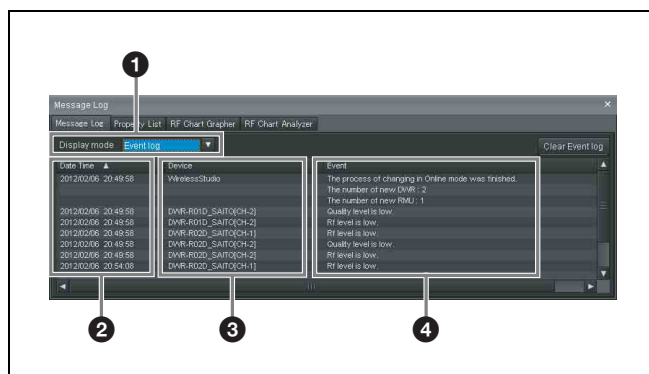 1
Message Log ×
Message Log Property List RF Chart Grapher RF Chart Analyzer
Display mode Event log Clear Event log
Date Time ▲ Device Event
2012/02/06 20:49:58 WirelessStudio The process of changing in Online mode was finished.
The number of new DWR : 2
The number of new RMU : 1
2012/02/06 20:49:58 DWR-R01D_SAITO[CH-2] Quality level is low.
2012/02/06 20:49:58 DWR-R01D_SAITO[CH-2] Rf level is low.
2012/02/06 20:49:58 DWR-R02D_SAITO[CH-1] Rf level is low.
2012/02/06 20:49:58 DWR-R02D_SAITO[CH-2] Quality level is low.
2012/02/06 20:49:58 DWR-R02D_SAITO[CH-2] Rf level is low.
2012/02/06 20:54:08 DWR-R02D_SAITO[CH-1] Rf level is low.
2 3 4